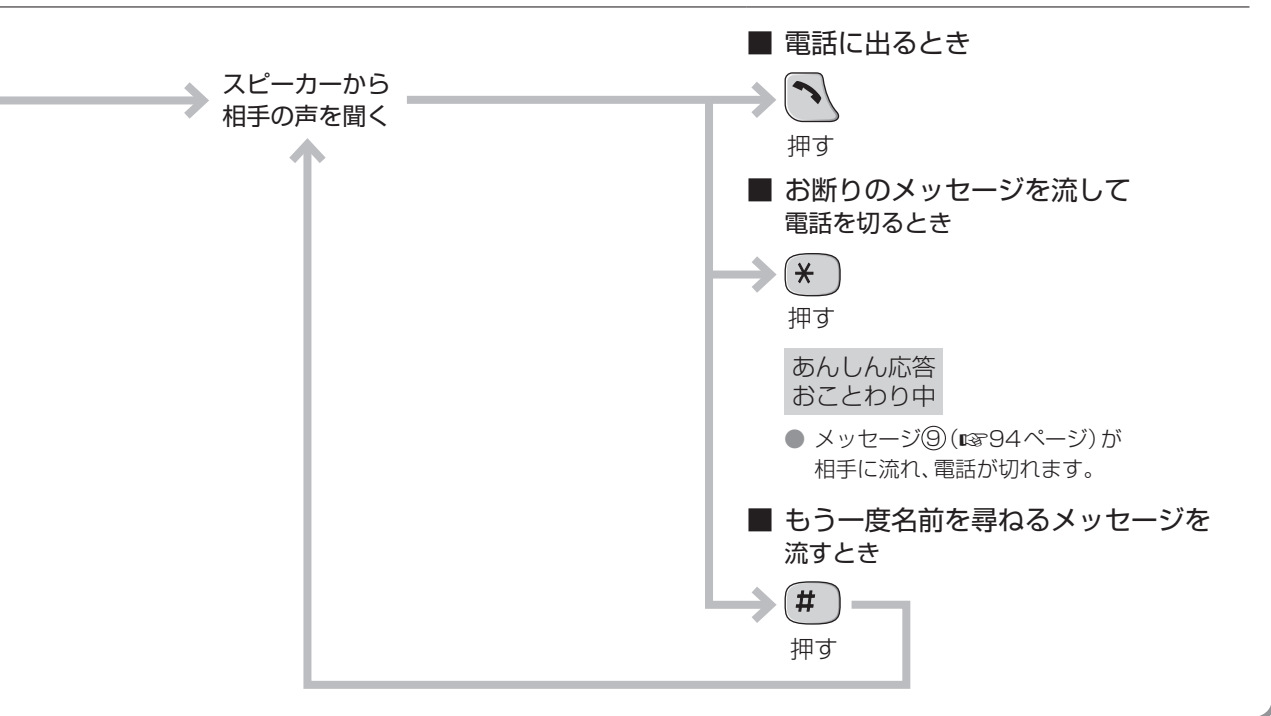 スピーカーから
相手の声を聞く
■ 電話に出るとき
押す
■ お断りのメッセージを流して
電話を切るとき
*
押す
あんしん応答
おことわり中
● メッセージ⑨(☞94ページ)が
相手に流れ、電話が切れます。
■ もう一度名前を尋ねるメッセージを
流すとき
#
押す